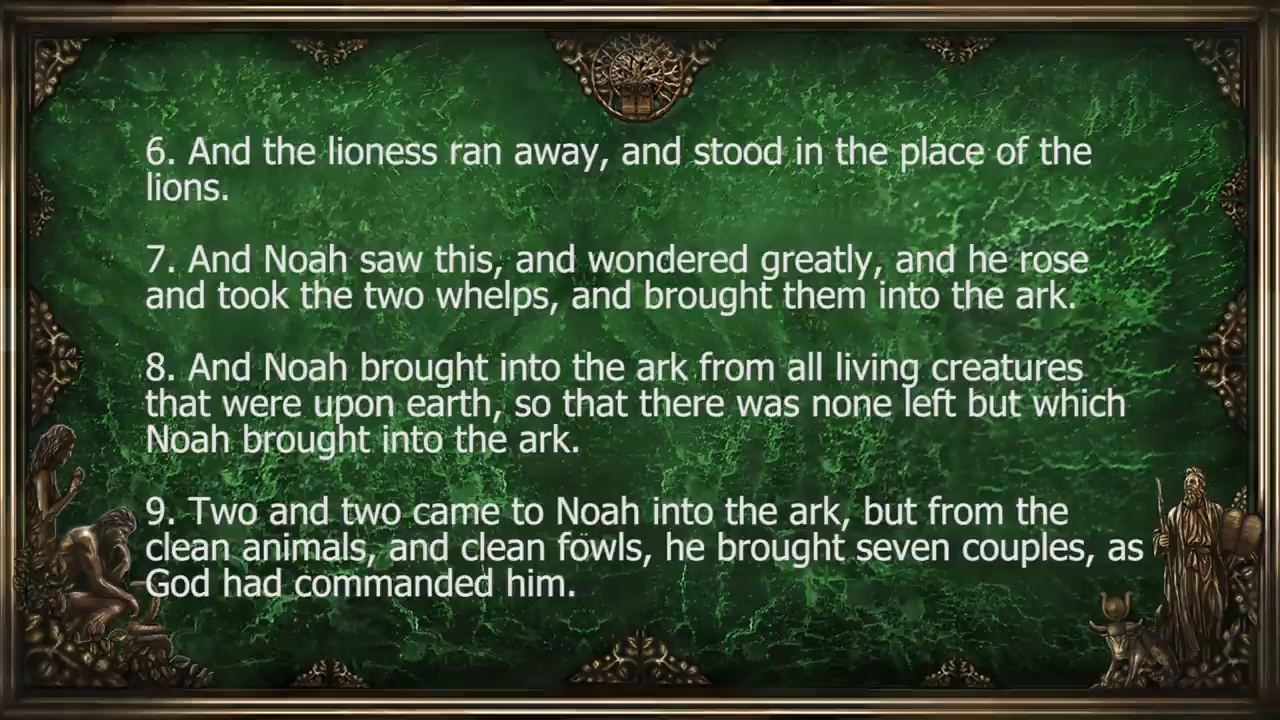 6. And the lioness ran away, and stood in the place of the
lions.
7. And Noah saw this, and wondered greatly, and he rose
and took the two whelps, and brought them into the ark.
8. And Noah brought into the ark from all living creatures
that were upon earth, so that there was none left but which
Noah brought into the ark.
9. Two and two came to Noah into the ark, but from the
clean animals, and clean fowls, he brought seven couples, as
God had commanded him.